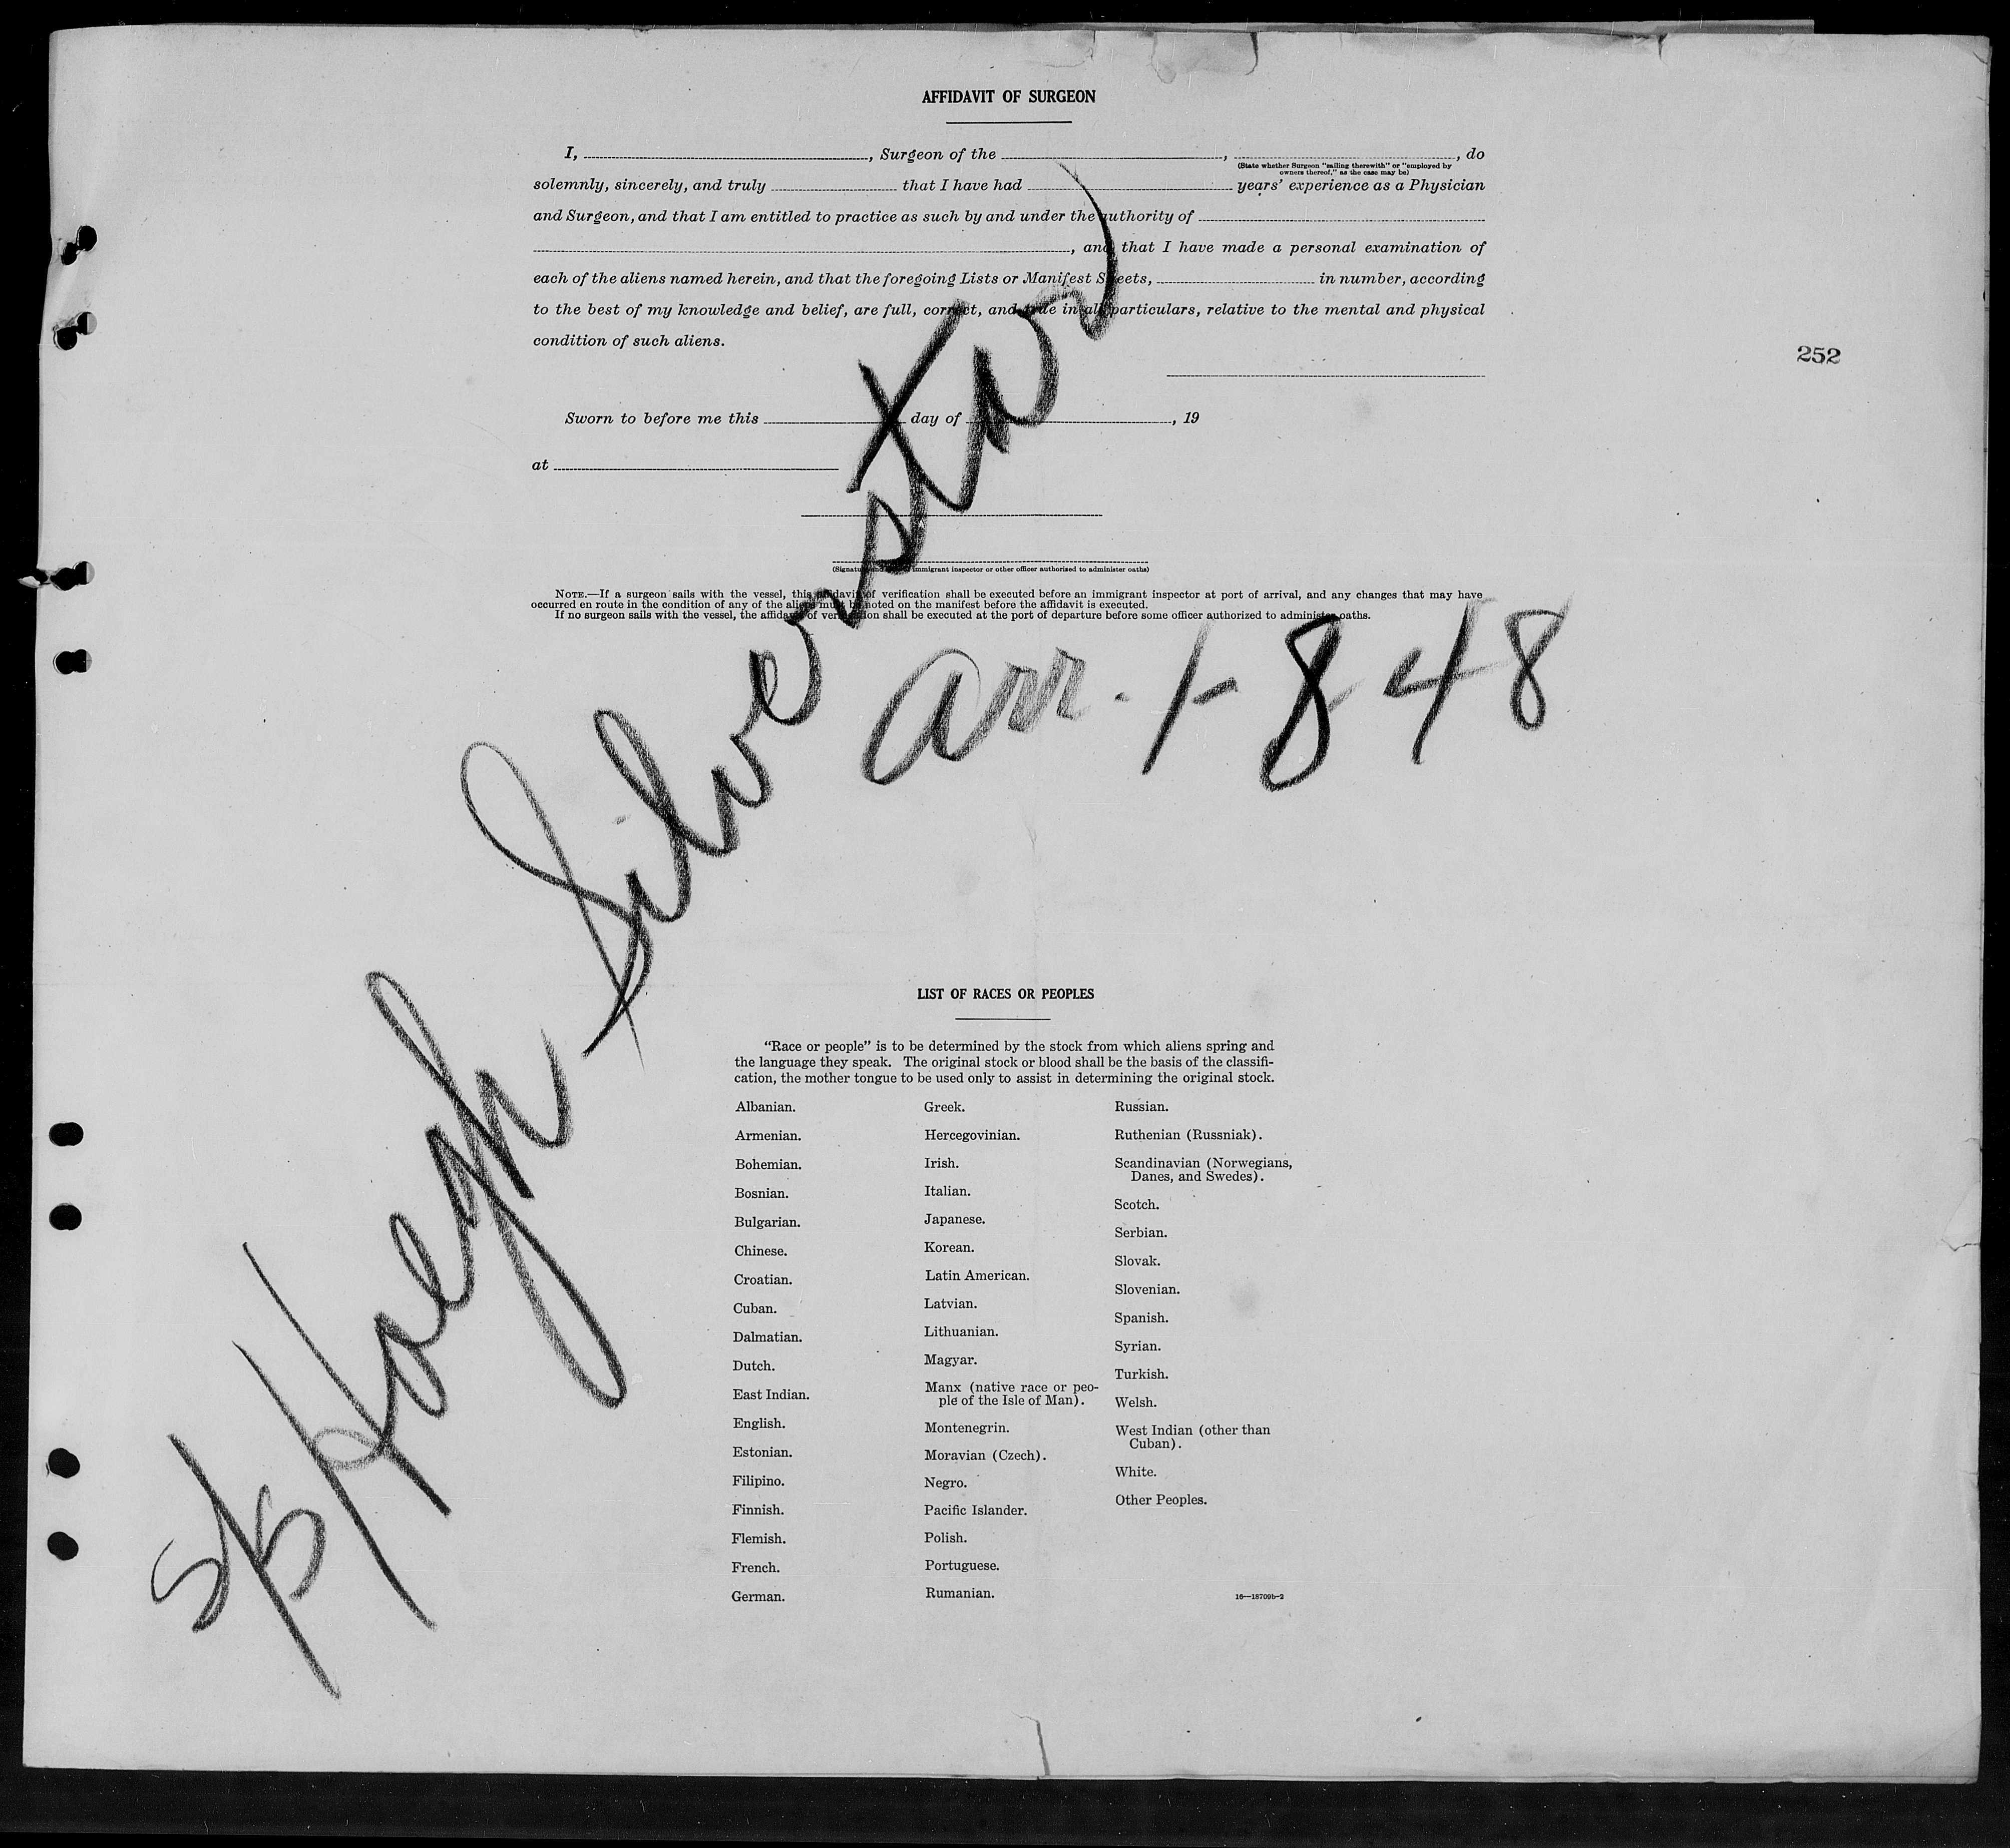 AFFIDAVIT OF SURGEON
I, , Surgeon of the , , do
(State whether Surgeon "sailing therewith" or "employed by
owners thereof," as the case may be)
solemnly, sincerely, and truly that I have had years' experience as a Physician
and Surgeon, and that I am entitled to practice as such by and under the authority of
, and that I have made a personal examination of
each of the aliens named herein, and that the foregoing Lists or Manifest Sheets, in number, according
to the best of my knowledge and belief, are full, correct, and true in all particulars, relative to the mental and physical
condition of such aliens.
252
Sworn to before me this day of , 19
at
(Signature immigrant inspector or other officer authorized to administer oaths)
NOTE.—If a surgeon sails with the vessel, this affidavit of verification shall be executed before an immigrant inspector at port of arrival, and any changes that may have
occurred en route in the condition of any of the aliens must be noted on the manifest before the affidavit is executed.
If no surgeon sails with the vessel, the affidavit of verification shall be executed at the port of departure before some officer authorized to administer oaths.
S/S Hoegh Silverstar
arr. 1-8-48
LIST OF RACES OR PEOPLES
"Race or people" is to be determined by the stock from which aliens spring and
the language they speak. The original stock or blood shall be the basis of the classifi-
cation, the mother tongue to be used only to assist in determining the original stock.
Albanian.
Armenian.
Bohemian.
Bosnian.
Bulgarian.
Chinese.
Croatian.
Cuban.
Dalmatian.
Dutch.
East Indian.
English.
Estonian.
Filipino.
Finnish.
Flemish.
French.
German.
Greek.
Hercegovinian.
Irish.
Italian.
Japanese.
Korean.
Latin American.
Latvian.
Lithuanian.
Magyar.
Manx (native race or peo-
ple of the Isle of Man).
Montenegrin.
Moravian (Czech).
Negro.
Pacific Islander.
Polish.
Portuguese.
Rumanian.
Russian.
Ruthenian (Russniak).
Scandinavian (Norwegians,
Danes, and Swedes).
Scotch.
Serbian.
Slovak.
Slovenian.
Spanish.
Syrian.
Turkish.
Welsh.
West Indian (other than
Cuban).
White.
Other Peoples.
16—18709b-2